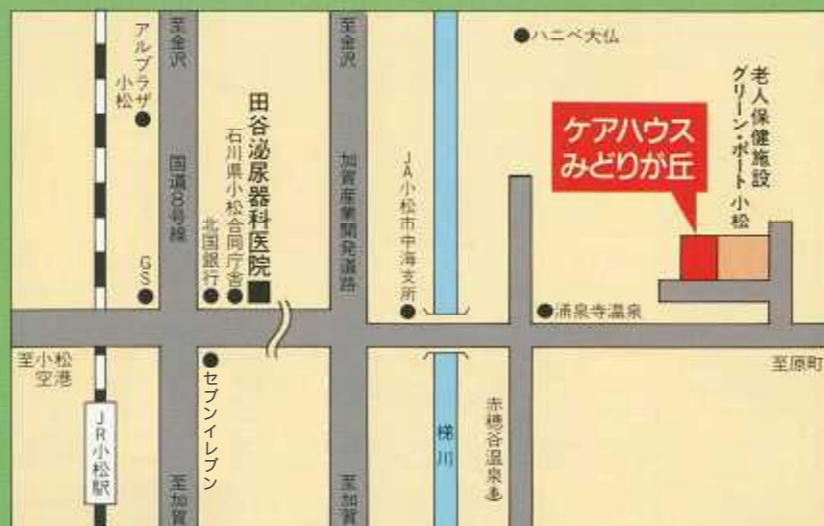 アルプラザ
小松
至金沢
国道8号線
GS
北国銀行
石川県小松合同庁舎
田谷泌尿器科医院
至金沢
加賀産業開発道路
JA小松市中海支所
ハニベ大仏
ケアハウス
みどりが丘
老人保健施設
グリーン・ポート小松
涌泉寺温泉
至小松
空港
JR小松駅
至加賀
セブンイレブン
至加賀
梯川
赤穂谷温泉
至原町